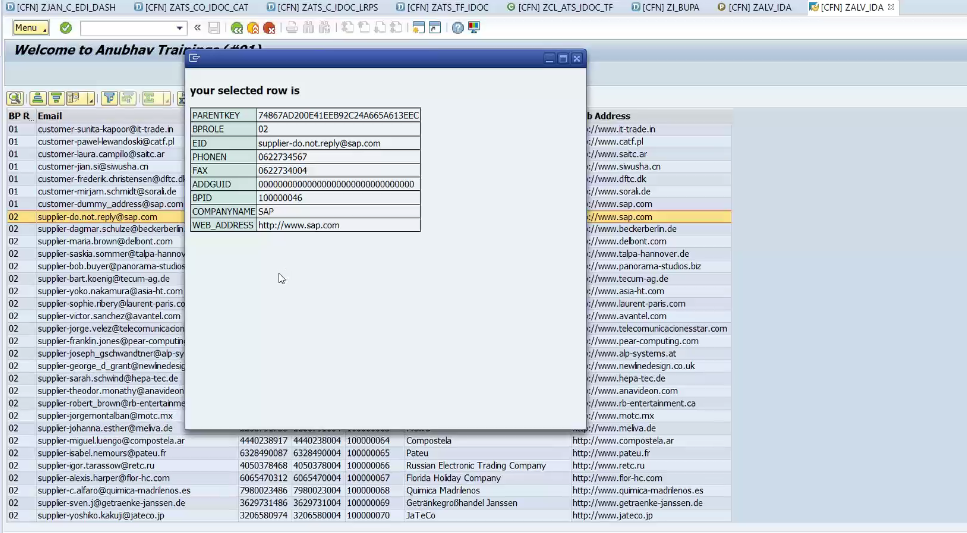 [CFN] ZJAN_C_EDI_DASH [CFN] ZATS_CO_IDOC_CAT [CFN] ZATS_C_IDOC_LRPS [CFN] ZATS_TF_IDOC [CFN] ZCL_ATS_IDOC_TF [CFN] ZI_BUPA [CFN] ZALV_IDA [CFN] ZALV_IDA
Menu
Welcome to Anubhav Trainings (#01)
your selected row is
PARENTKEY 74867AD200E41EEB92C24A665A613EEC
BPROLE 02
EID supplier-do.not.reply@sap.com
PHONEN 0622734567
FAX 0622734004
ADDGUID 00000000000000000000000000000000
BPID 100000046
COMPANYNAME SAP
WEB_ADDRESS http://www.sap.com
BP R.. Email b Address
01 customer-sunita-kapoor@it-trade.in p://www.it-trade.in
01 customer-pawel-lewandoski@catf.pl p://www.catf.pl
01 customer-laura.campillo@saitc.ar p://www.saitc.ar
01 customer-jian.si@siwusha.cn p://www.siwusha.cn
01 customer-frederik.christensen@dftc.dk p://www.dftc.dk
01 customer-mirjam.schmidt@sorali.de p://www.sorali.de
01 customer-dummy_address@sap.com p://www.sap.com
02 supplier-do.not.reply@sap.com p://www.sap.com
02 supplier-dagmar.schulze@beckerberlin p://www.beckerberlin.de
02 supplier-maria.brown@delbont.com p://www.delbont.com
02 supplier-saskia.sommer@talpa-hannove p://www.talpa-hannover.de
02 supplier-bob.buyer@panorama-studios p://www.panorama-studios.biz
02 supplier-bart.koenig@tecum-ag.de p://www.tecum-ag.de
02 supplier-yoko.nakamura@asia-ht.com p://www.asia-ht.com
02 supplier-sophie.ribery@laurent-paris.co p://www.laurent-paris.com
02 supplier-victor.sanchez@avantel.com p://www.avantel.com
02 supplier-jorge.velez@telecomunicacione p://www.telecomunicacionesstar.com
02 supplier-franklin.jones@pear-computing. p://www.pear-computing.com
02 supplier-joseph_gschwandtner@alp-sy p://www.alp-systems.at
02 supplier-george_d_grant@newlinedesig p://www.newlinedesign.co.uk
02 supplier-sarah.schwind@hepa-tec.de p://www.hepa-tec.de
02 supplier-theodor.monathy@anavideon.c p://www.anavideon.com
02 supplier-robert_brown@rb-entertainme p://www.rb-entertainment.ca
02 supplier-jorgemontalban@motc.mx p://www.motc.mx
02 supplier-johanna.esther@meliva.de p://www.meliva.de
02 supplier-miguel.luengo@compostela.ar 4440238917 4440238004 100000064 Compostela http://www.compostela.ar
02 supplier-isabel.nemours@pateu.fr 6328490087 6328490004 100000065 Pateu http://www.pateu.fr
02 supplier-igor.tarassow@retc.ru 4050378468 4050378004 100000066 Russian Electronic Trading Company http://www.retc.ru
02 supplier-alexis.harper@flor-hc.com 6065470312 6065470004 100000067 Florida Holiday Company http://www.flor-hc.com
02 supplier-c.alfaro@quimica-madrilenos.es 7980023486 7980023004 100000068 Quimica Madrilenos http://www.quimica-madrilenos.es
02 supplier-sven.j@getraenke-janssen.de 3629731486 3629731004 100000069 Getränkegroßhandel Janssen http://www.getraenke-janssen.de
02 supplier-yoshiko.kakuji@jateco.jp 3206580974 3206580004 100000070 JaTeCo http://www.jateco.jp